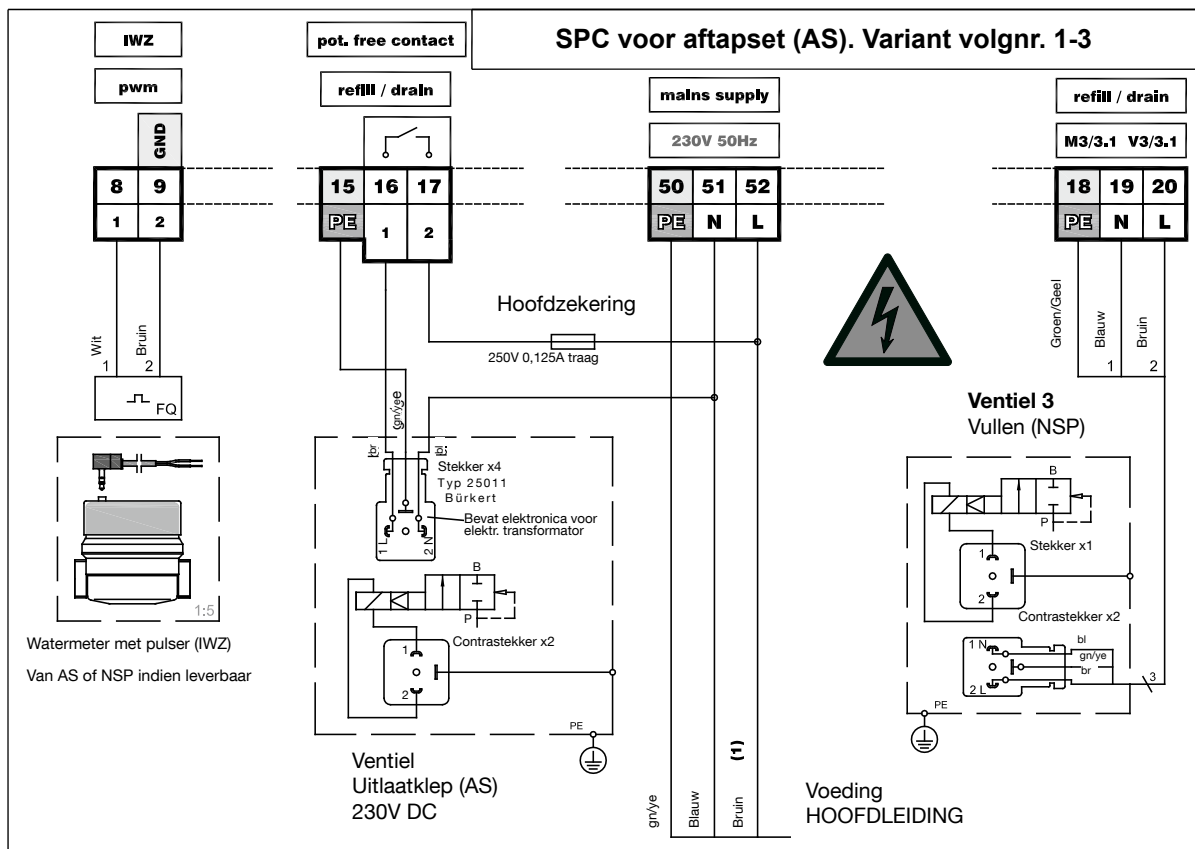 SPC voor aftapset (AS). Variant volgnr. 1-3
IWZ
pwm
GND
8 9
1 2
Wit
Bruin
1 2
FQ
1:5
Watermeter met pulser (IWZ)
Van AS of NSP indien leverbaar
pot. free contact
refill / drain
15 16 17
PE 1 2
Hoofdzekering
250V 0,125A traag
gn/yee
br
bl
Stekker x4
Typ 25011
Bürkert
Bevat elektronica voor
elektr. transformator
1 L
2 N
B
P
Contrastekker x2
1
2
PE
Ventiel
Uitlaatklep (AS)
230V DC
mains supply
230V 50Hz
50 51 52
PE N L
gn/ye
Blauw
Bruin
(1)
Voeding
HOOFDLEIDING
refill / drain
M3/3.1 V3/3.1
18 19 20
PE N L
Groen/Geel
Blauw
Bruin
1 2
Ventiel 3
Vullen (NSP)
B
P
Stekker x1
1
2
Contrastekker x2
1 N
2 L
bl
gn/ye
br
3
PE